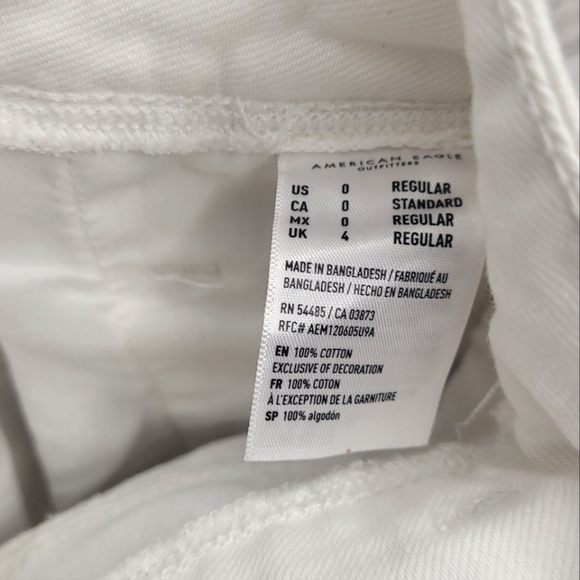 AMERICAN EAGLE
OUTFITTERS
US 0 REGULAR
CA 0 STANDARD
MX 0 REGULAR
UK 4 REGULAR
MADE IN BANGLADESH / FABRIQUÉ AU
BANGLADESH / HECHO EN BANGLADESH
RN 54485 / CA 03873
RFC# AEM120605U9A
EN 100% COTTON
EXCLUSIVE OF DECORATION
FR 100% COTON
À L'EXCEPTION DE LA GARNITURE
SP 100% algodón